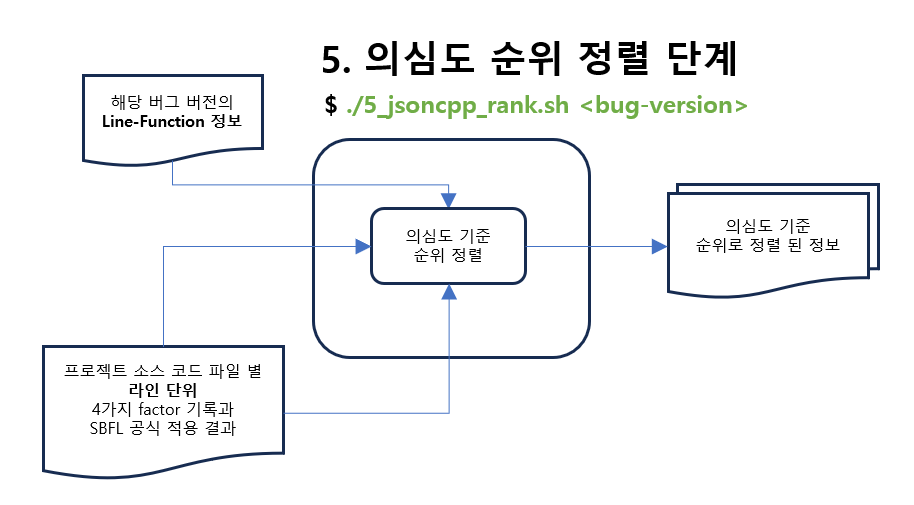 5. 의심도 순위 정렬 단계
$ ./5_jsoncpp_rank.sh <bug-version>
해당 버그 버전의
Line-Function 정보
의심도 기준
순위 정렬
의심도 기준
순위로 정렬 된 정보
프로젝트 소스 코드 파일 별
라인 단위
4가지 factor 기록과
SBFL 공식 적용 결과